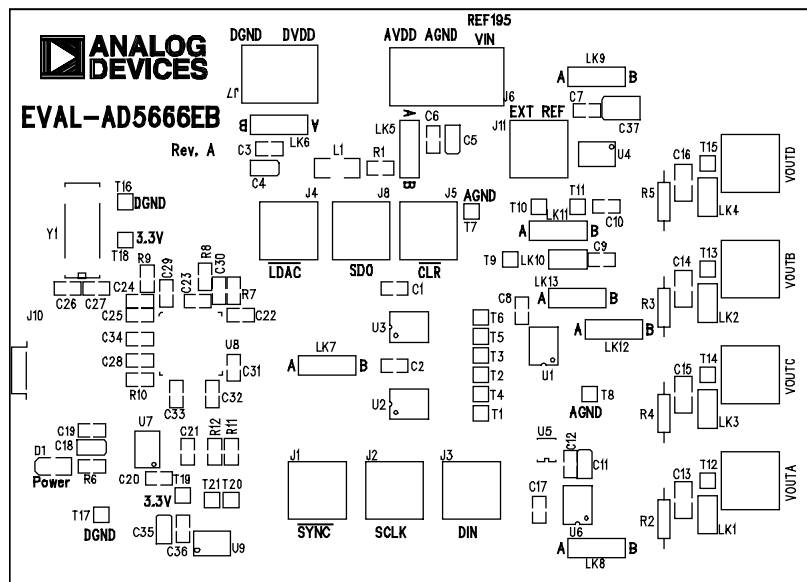 REF195
DGND DVDD AVDD AGND VIN
ANALOG
DEVICES
LK9
A B
J7 J6
EVAL-AD5666EB
B A
LK6
LK5
A
B
C6
C5
J11
EXT REF
C7
C37
Rev. A
C3
C4
L1
R1
U4
T15
C16
VOUTD
R5
LK4
T16
DGND
J4
J8
J5
AGND
T7
T10
T11
LK11
C10
A B
Y1
3.3V
T18
R9
C29
R8
C30
LDAC
SDO
CLR
T9
LK10
C9
T13
C14
VOUTB
C26
C27
C24
C23
R7
C1
LK13
A B
R3
LK2
J10
C25
C22
C8
U3
T6
T5
LK12
A B
C34
U8
LK7
A B
T3
U1
C28
C31
C2
T2
T14
C15
VOUTC
R10
C33
C32
U2
T4
T8
AGND
T1
R4
LK3
U7
C19
C18
C21
R12
R11
U5
C12
D1
Power
R6
C20
T19
J1
J2
J3
C11
T12
C13
VOUTA
3.3V
T21
T20
C17
T17
DGND
C35
C36
U9
SYNC
SCLK
DIN
U6
R2
LK1
A B
LK8